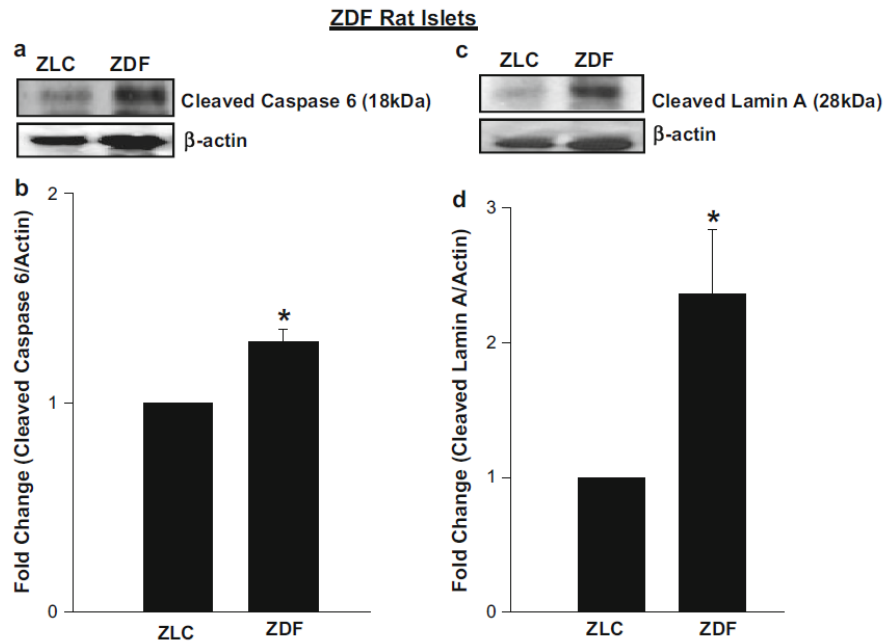 ZDF Rat Islets
a
ZLC ZDF
Cleaved Caspase 6 (18kDa)
β-actin
b
2
1
0
Fold Change (Cleaved Caspase 6/Actin)
*
ZLC ZDF
c
ZLC ZDF
Cleaved Lamin A (28kDa)
β-actin
d
3
2
1
0
Fold Change (Cleaved Lamin A/Actin)
*
ZLC ZDF